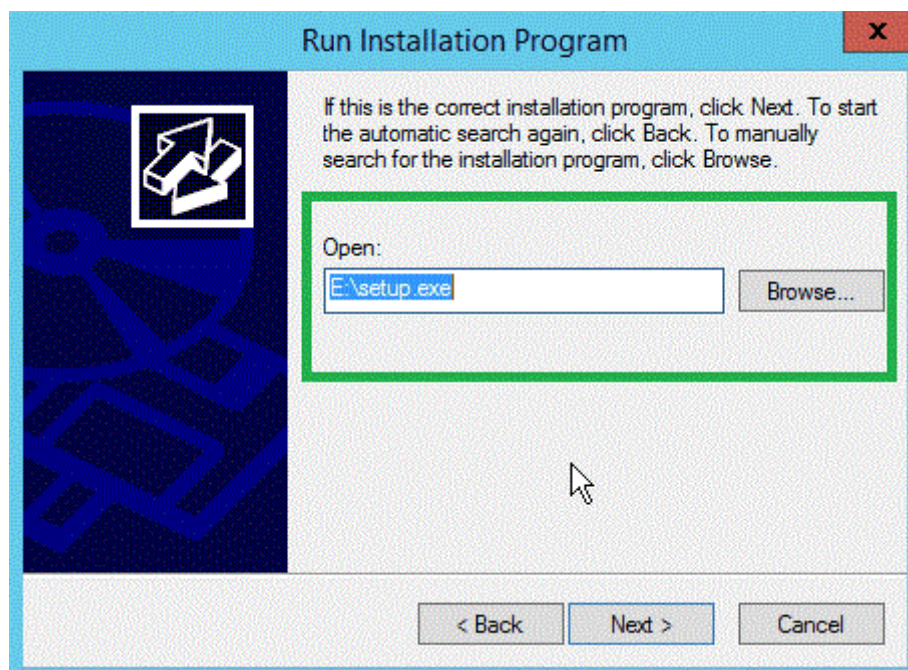 Run Installation Program
x
If this is the correct installation program, click Next. To start
the automatic search again, click Back. To manually
search for the installation program, click Browse.
Open:
E:\setup.exe
Browse...
< Back
Next >
Cancel